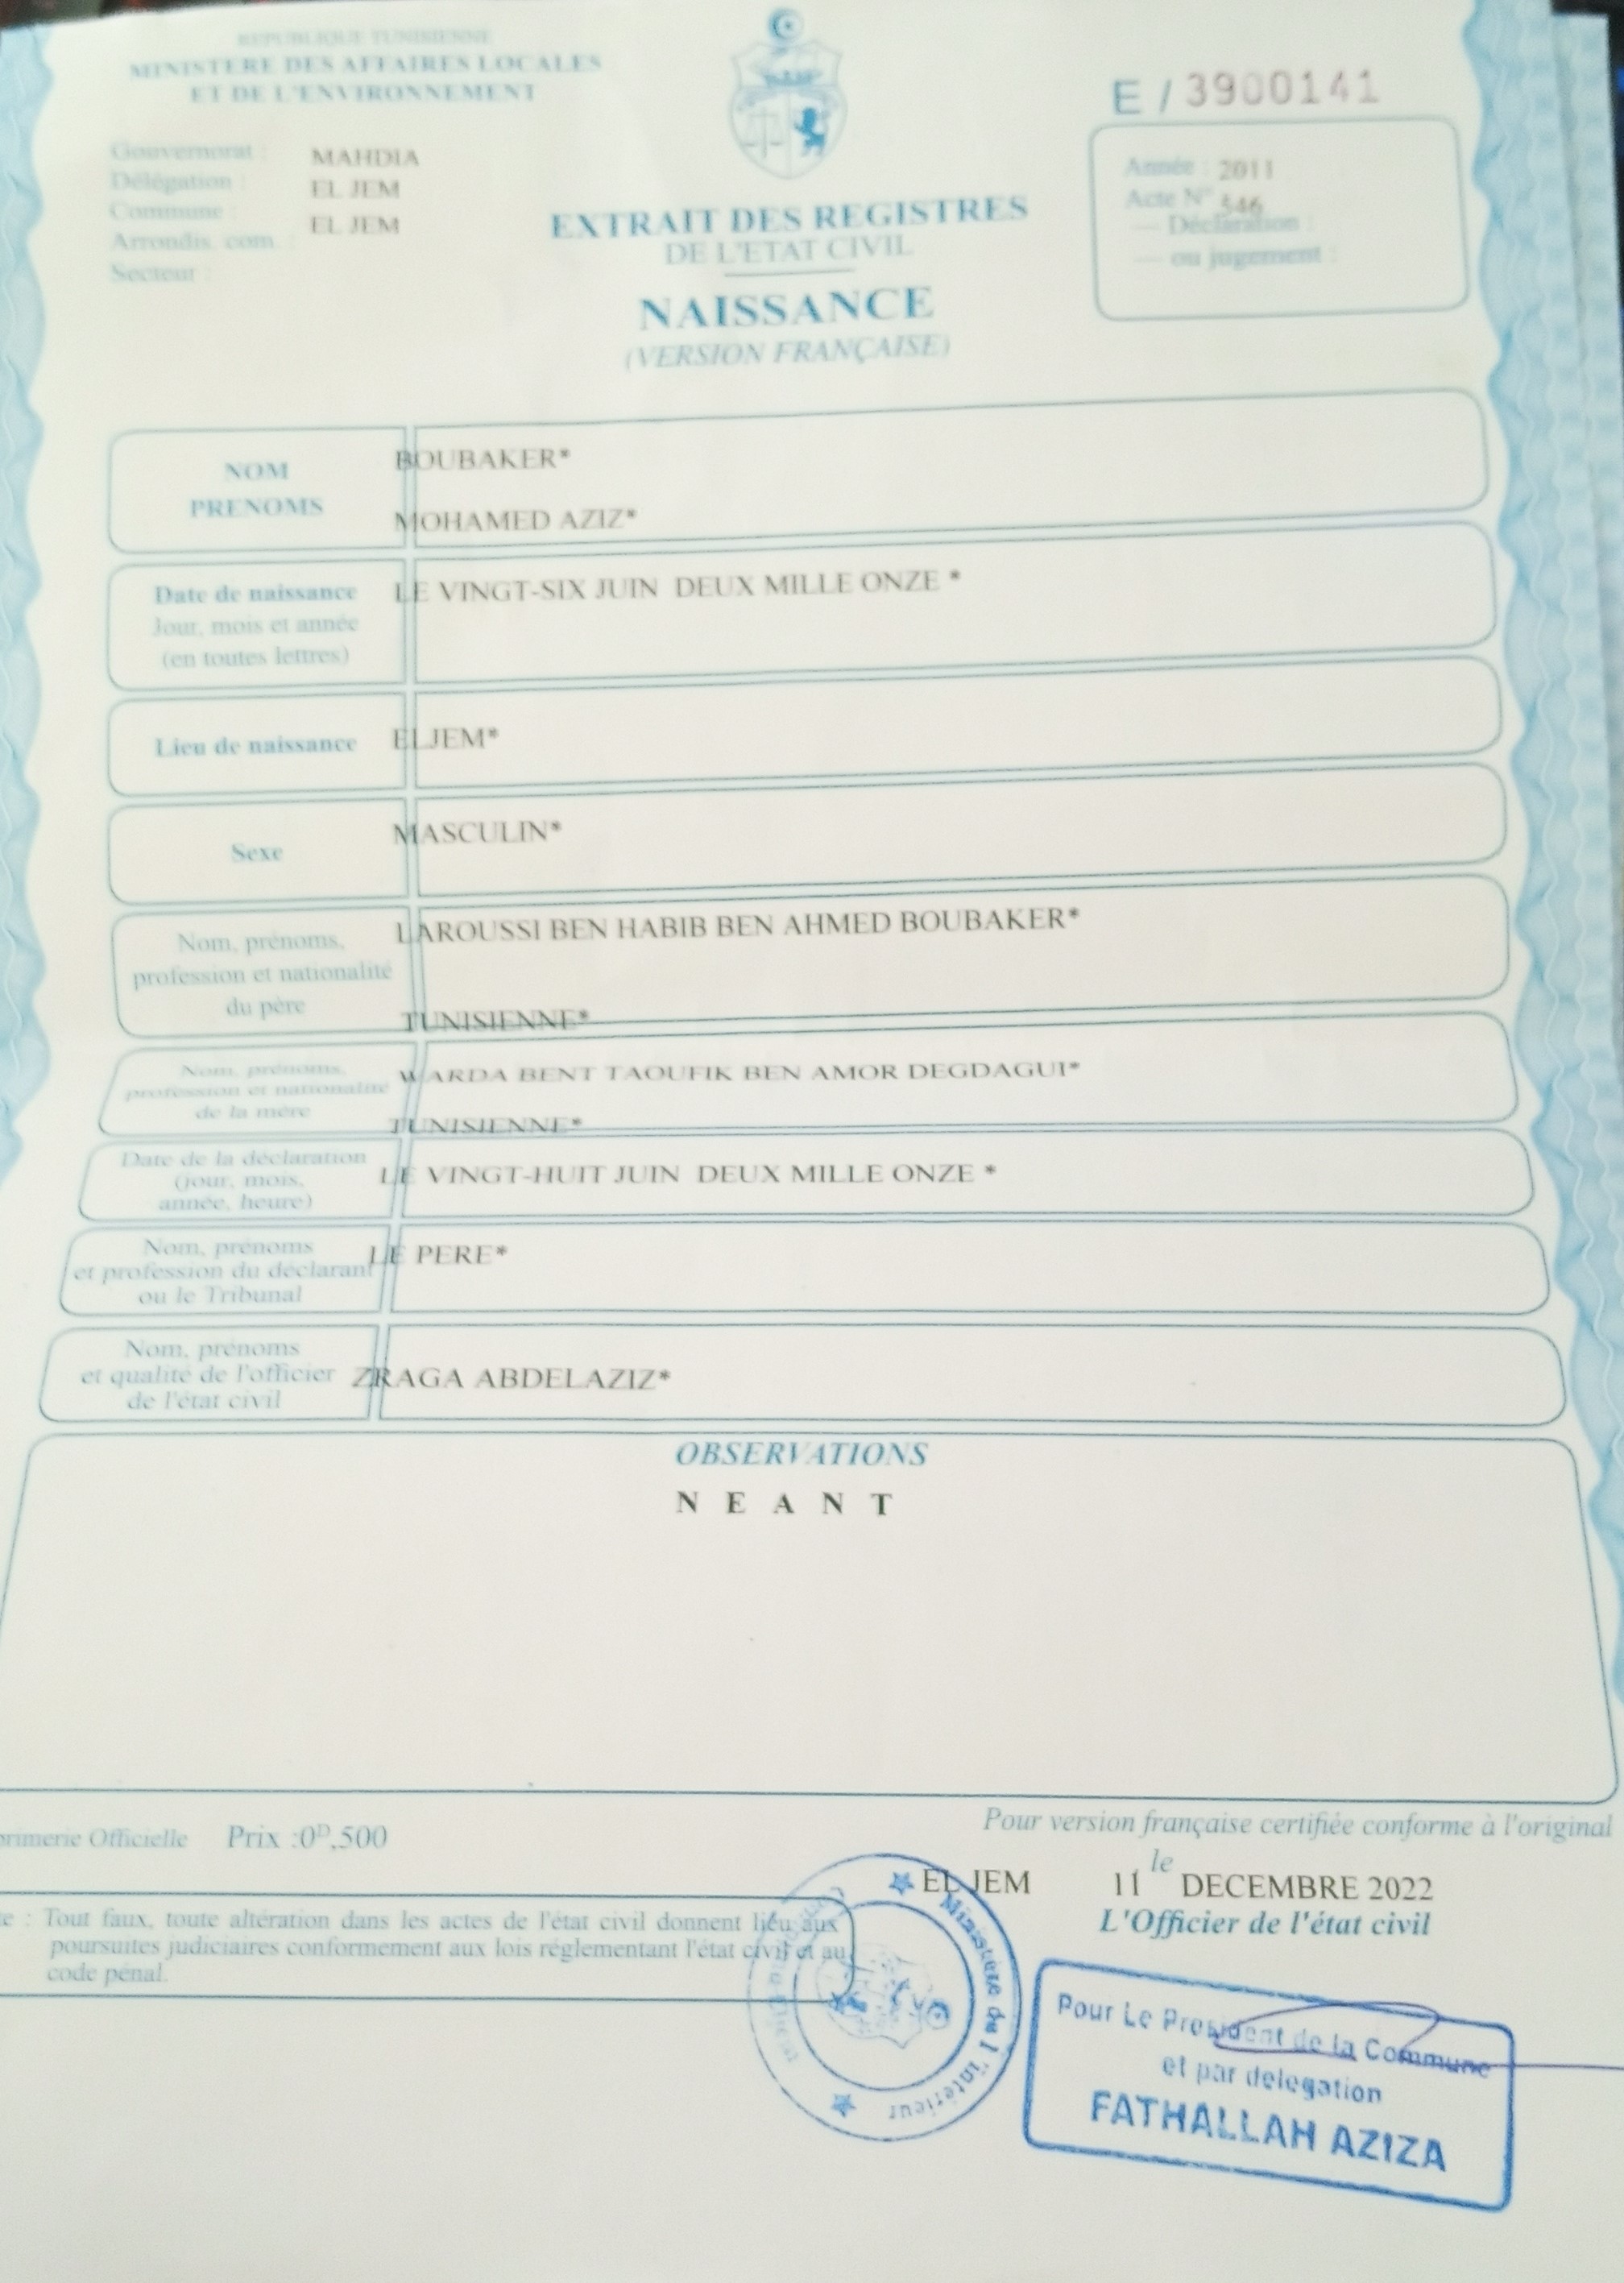 REPUBLIQUE TUNISIENNE
MINISTERE DES AFFAIRES LOCALES
ET DE L'ENVIRONNEMENT
E / 3900141
Gouvernorat : MAHDIA
Délégation : EL JEM
Commune : EL JEM
Arrondis. com. :
Secteur :
EXTRAIT DES REGISTRES
DE L'ETAT CIVIL
NAISSANCE
(VERSION FRANÇAISE)
Année : 2011
Acte N° 546
— Déclaration :
— ou jugement :
NOM
PRENOMS
BOUBAKER*
MOHAMED AZIZ*
Date de naissance
Jour, mois et année
(en toutes lettres)
LE VINGT-SIX JUIN DEUX MILLE ONZE *
Lieu de naissance
ELJEM*
Sexe
MASCULIN*
Nom, prénoms,
profession et nationalité
du père
LAROUSSI BEN HABIB BEN AHMED BOUBAKER*
TUNISIENNE*
Nom, prénoms,
profession et nationalité
de la mère
WARDA BENT TAOUFIK BEN AMOR DEGDAGUI*
TUNISIENNE*
Date de la déclaration
(jour, mois,
année, heure)
LE VINGT-HUIT JUIN DEUX MILLE ONZE *
Nom, prénoms
et profession du déclarant
ou le Tribunal
LE PERE*
Nom, prénoms
et qualité de l'officier
de l'état civil
ZRAGA ABDELAZIZ*
OBSERVATIONS
N E A N T
Officielle Prix :0D,500
Pour version française certifiée conforme à l'original
le
EL JEM 11 DECEMBRE 2022
L'Officier de l'état civil
: Tout faux, toute altération dans les actes de l'état civil donnent lieu aux
poursuites judiciaires conformement aux lois réglementant l'état civil et au
code pénal.
Ministère du l'interieur
Pour Le President de la Commune
et par delegation
FATHALLAH AZIZA